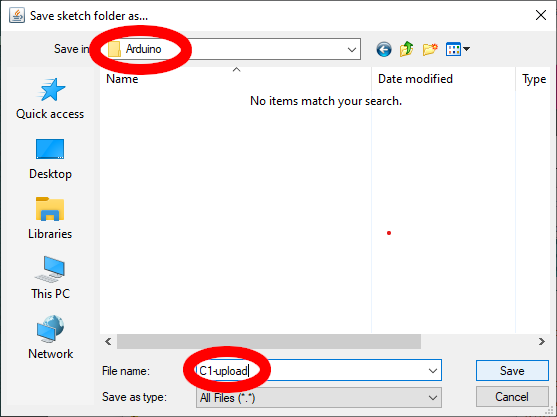 Save sketch folder as...
Save in: Arduino
Name Date modified Type
No items match your search.
Quick access
Desktop
Libraries
This PC
Network
File name: C1-upload Save
Save as type: All Files (*.*) Cancel